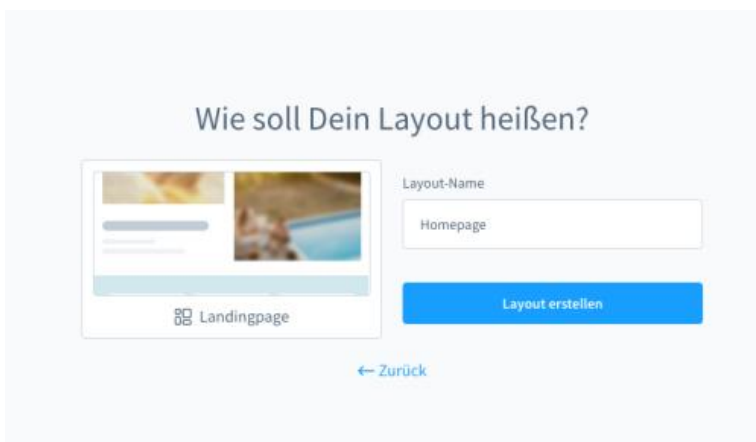 Wie soll Dein Layout heißen?
Layout-Name
Homepage
Landingpage
Layout erstellen
← Zurück